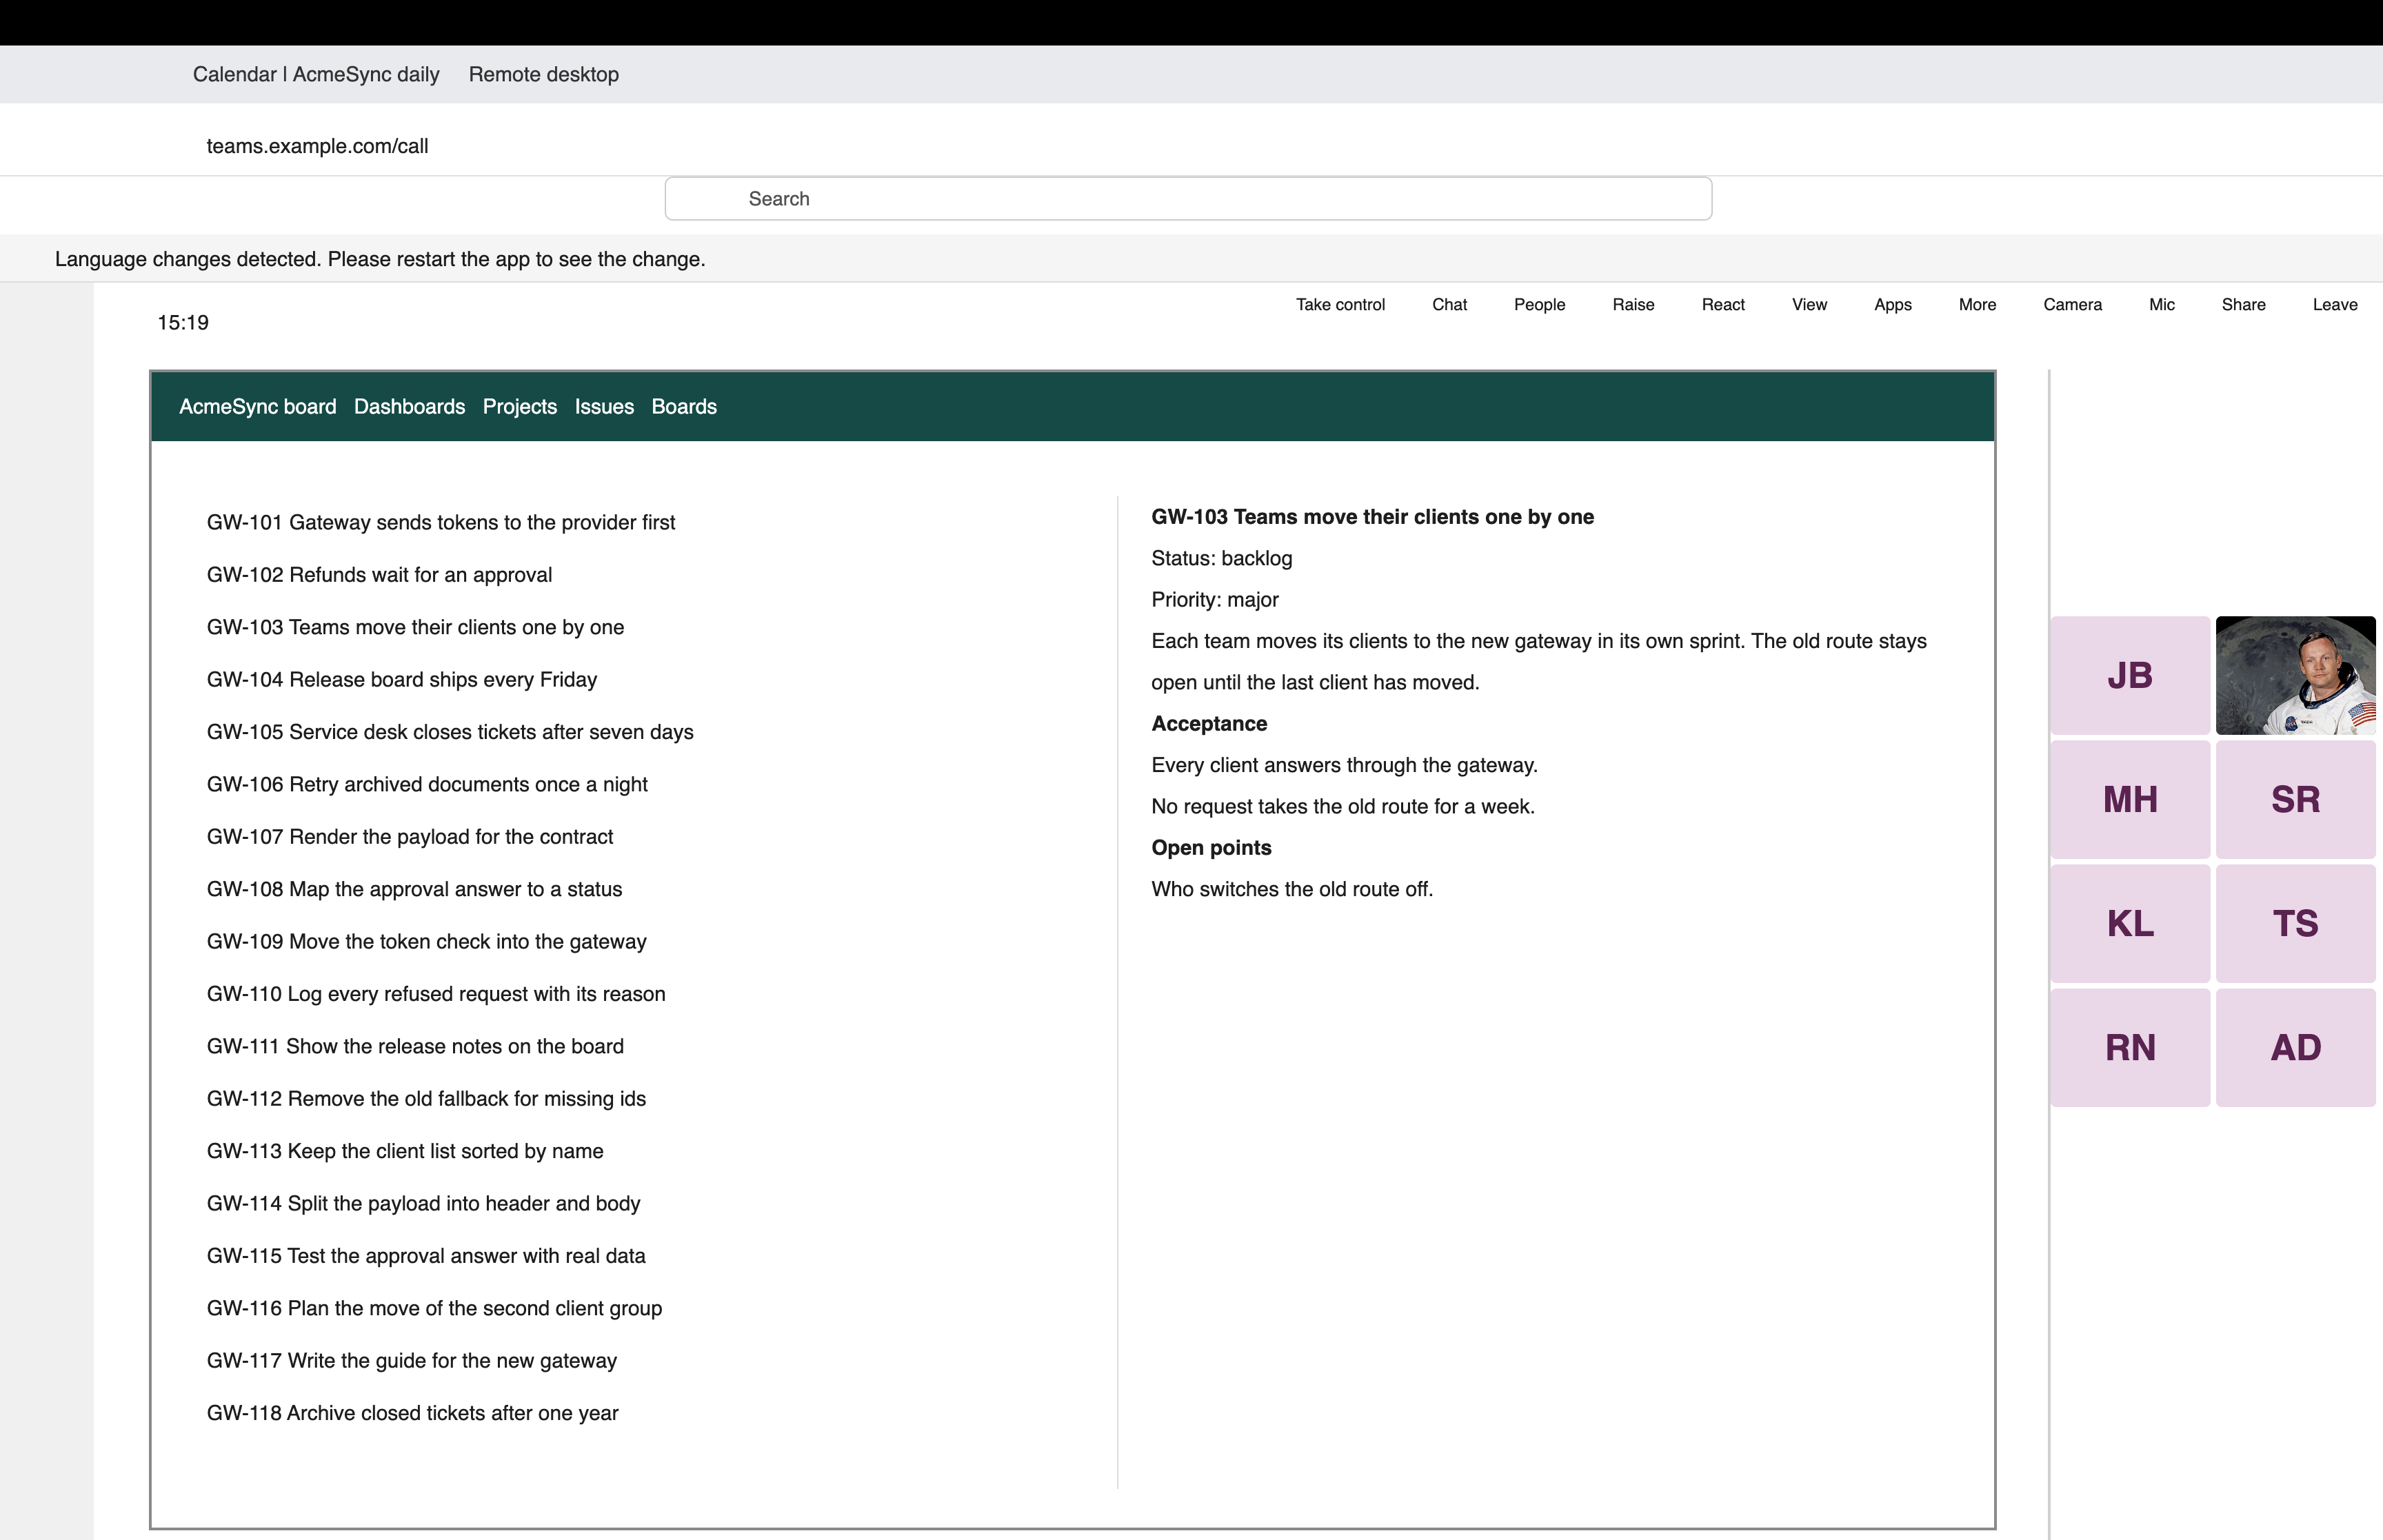 Calendar | AcmeSync daily Remote desktop
teams.example.com/call
Search
Language changes detected. Please restart the app to see the change.
15:19
Take control Chat People Raise React View Apps More Camera Mic Share Leave
AcmeSync board Dashboards Projects Issues Boards
GW-101 Gateway sends tokens to the provider first
GW-102 Refunds wait for an approval
GW-103 Teams move their clients one by one
GW-104 Release board ships every Friday
GW-105 Service desk closes tickets after seven days
GW-106 Retry archived documents once a night
GW-107 Render the payload for the contract
GW-108 Map the approval answer to a status
GW-109 Move the token check into the gateway
GW-110 Log every refused request with its reason
GW-111 Show the release notes on the board
GW-112 Remove the old fallback for missing ids
GW-113 Keep the client list sorted by name
GW-114 Split the payload into header and body
GW-115 Test the approval answer with real data
GW-116 Plan the move of the second client group
GW-117 Write the guide for the new gateway
GW-118 Archive closed tickets after one year
GW-103 Teams move their clients one by one
Status: backlog
Priority: major
Each team moves its clients to the new gateway in its own sprint. The old route stays
open until the last client has moved.
Acceptance
Every client answers through the gateway.
No request takes the old route for a week.
Open points
Who switches the old route off.
JB
MH SR
KL TS
RN AD